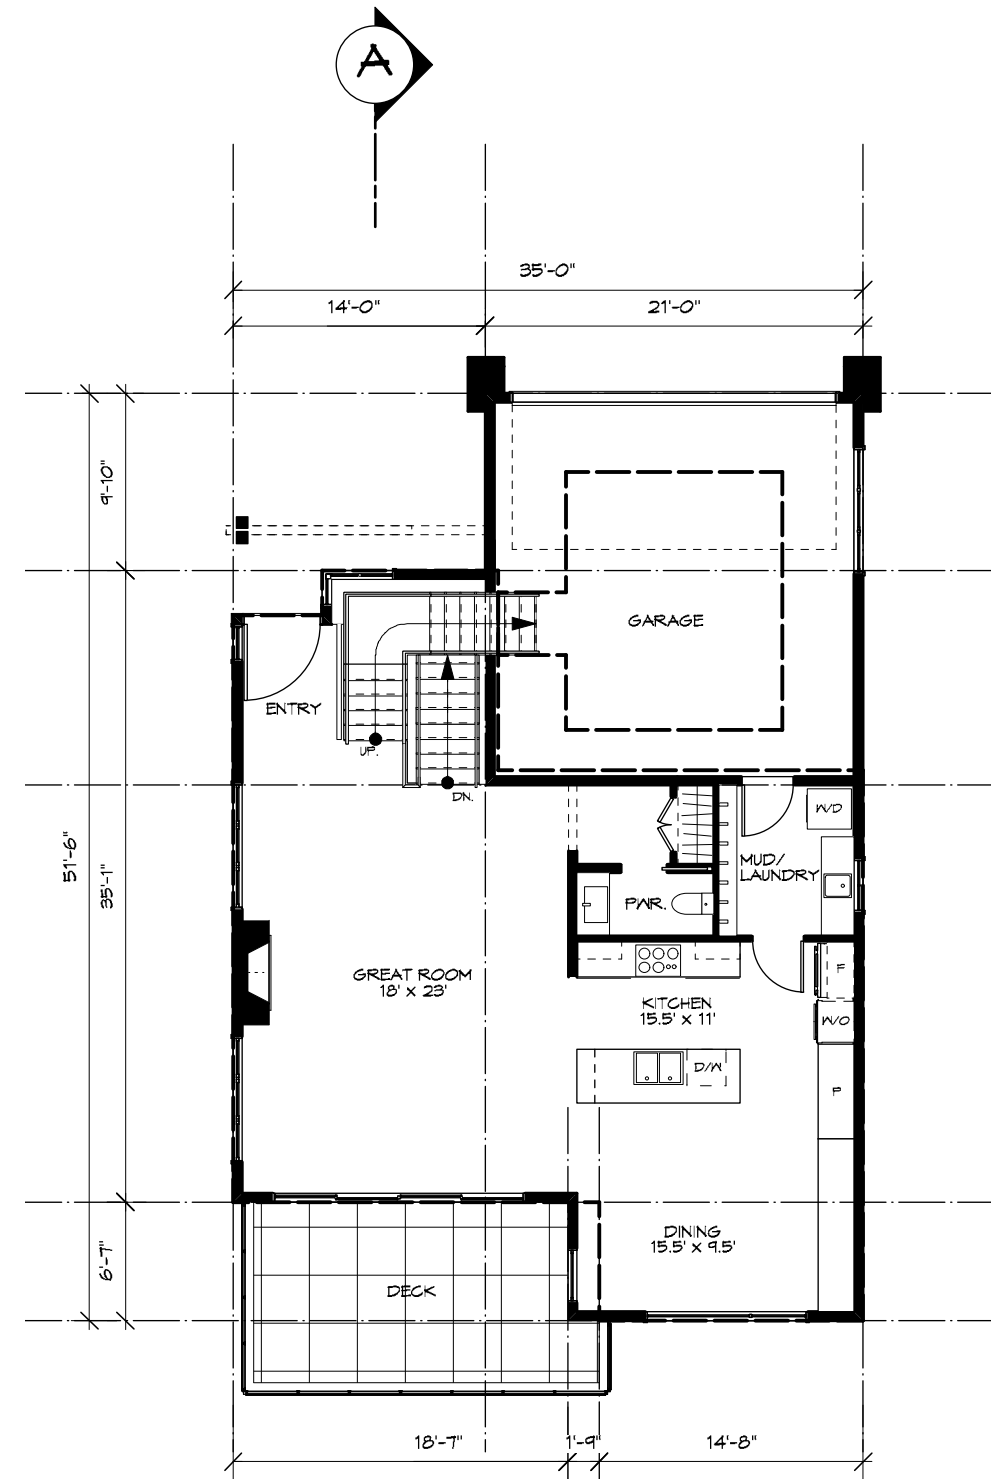 A
35'-0"
14'-0"
21'-0"
9'-10"
GARAGE
ENTRY
UP.
DN.
W/D
51'-6"
35'-1"
MUD/
LAUNDRY
PWR.
GREAT ROOM
18' x 23'
F
KITCHEN
15.5' x 11'
W/O
D/W
P
DINING
15.5' x 9.5'
6'-7"
DECK
18'-7"
1'-9"
14'-8"